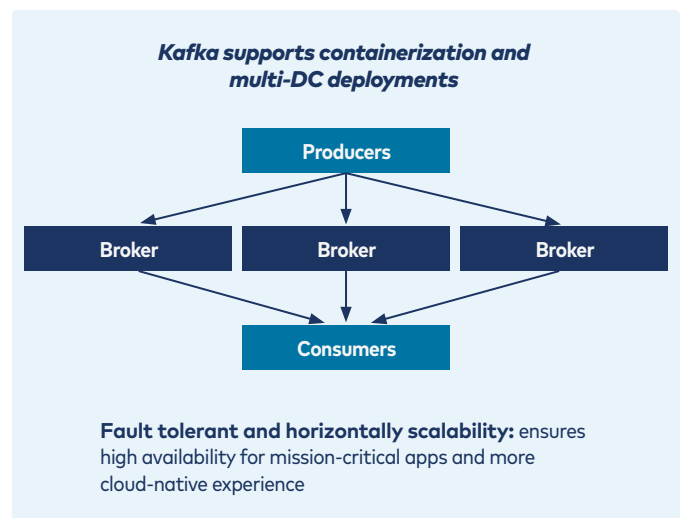 Kafka supports containerization and
multi-DC deployments
Producers
Broker
Broker
Broker
Consumers
Fault tolerant and horizontally scalability: ensures
high availability for mission-critical apps and more
cloud-native experience